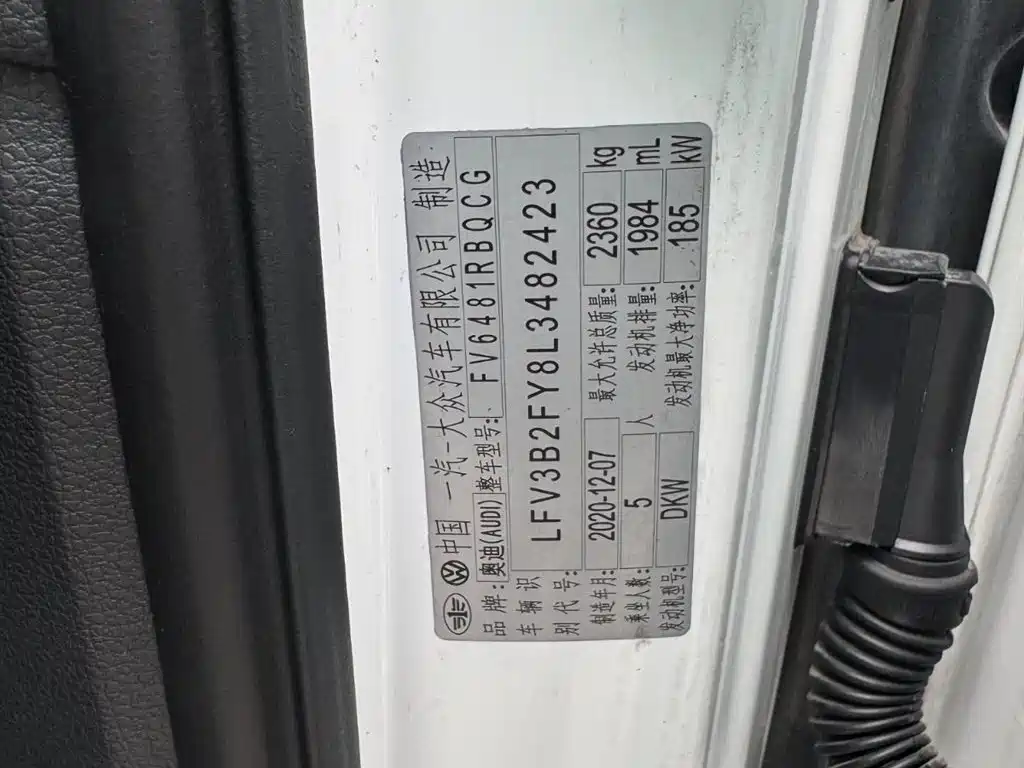 中国 一汽-大众汽车有限公司 制造
品牌: 奥迪(AUDI) 整车型号: FV6481RBQCG
车辆识别代号: LFV3B2FY8L3482423
制造年月: 2020-12-07 最大允许总质量: 2360 kg
乘坐人数: 5 人 发动机排量: 1984 mL
发动机型号: DKW 发动机最大净功率: 185 kW